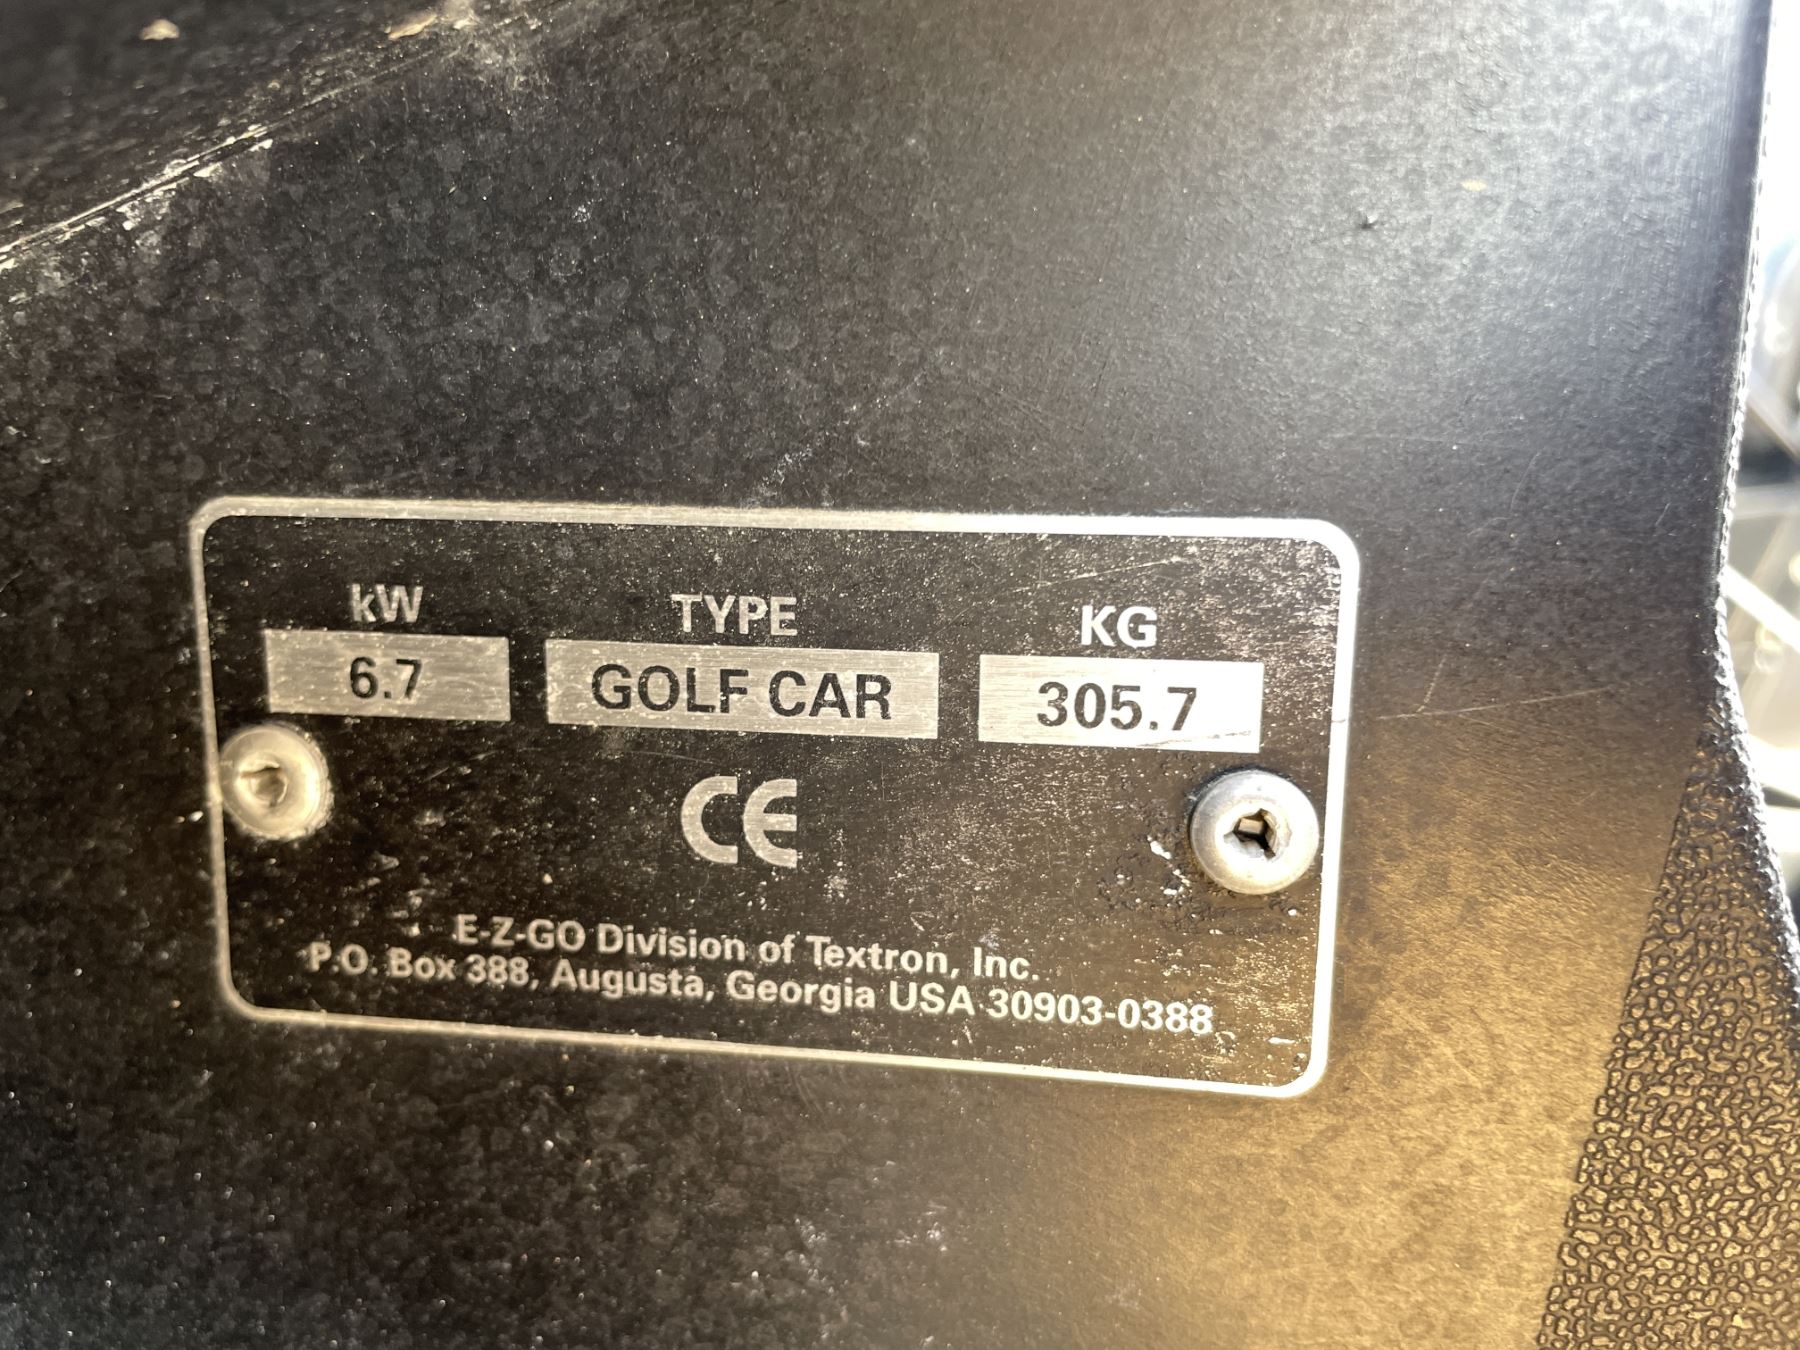 kW TYPE KG
6.7 GOLF CAR 305.7
CE
E-Z-GO Division of Textron, Inc.
P.O. Box 388, Augusta, Georgia USA 30903-0388